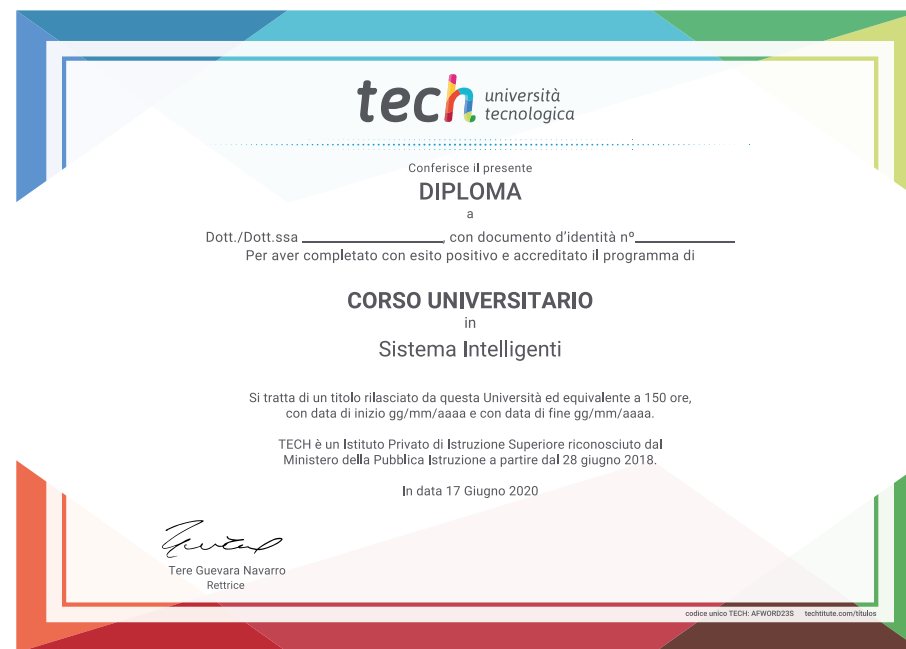 tech università
tecnologica
Conferisce il presente
DIPLOMA
a
Dott./Dott.ssa ____________________, con documento d'identità nº______________
Per aver completato con esito positivo e accreditato il programma di
CORSO UNIVERSITARIO
in
Sistema Intelligenti
Si tratta di un titolo rilasciato da questa Università ed equivalente a 150 ore,
con data di inizio gg/mm/aaaa e con data di fine gg/mm/aaaa.
TECH è un Istituto Privato di Istruzione Superiore riconosciuto dal
Ministero della Pubblica Istruzione a partire dal 28 giugno 2018.
In data 17 Giugno 2020
Tere Guevara Navarro
Rettrice
codice unico TECH: AFWORD23S techtitute.com/titulos